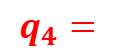 q₄ =